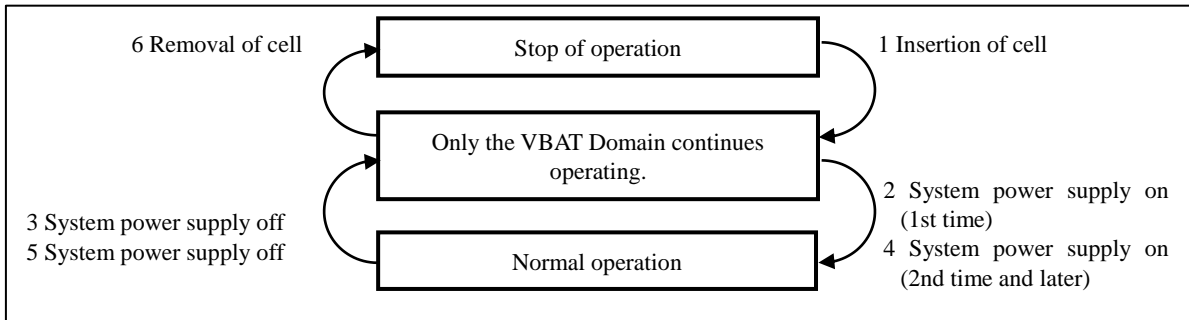 6 Removal of cell
Stop of operation
1 Insertion of cell
Only the VBAT Domain continues
operating.
3 System power supply off
5 System power supply off
2 System power supply on
(1st time)
4 System power supply on
(2nd time and later)
Normal operation